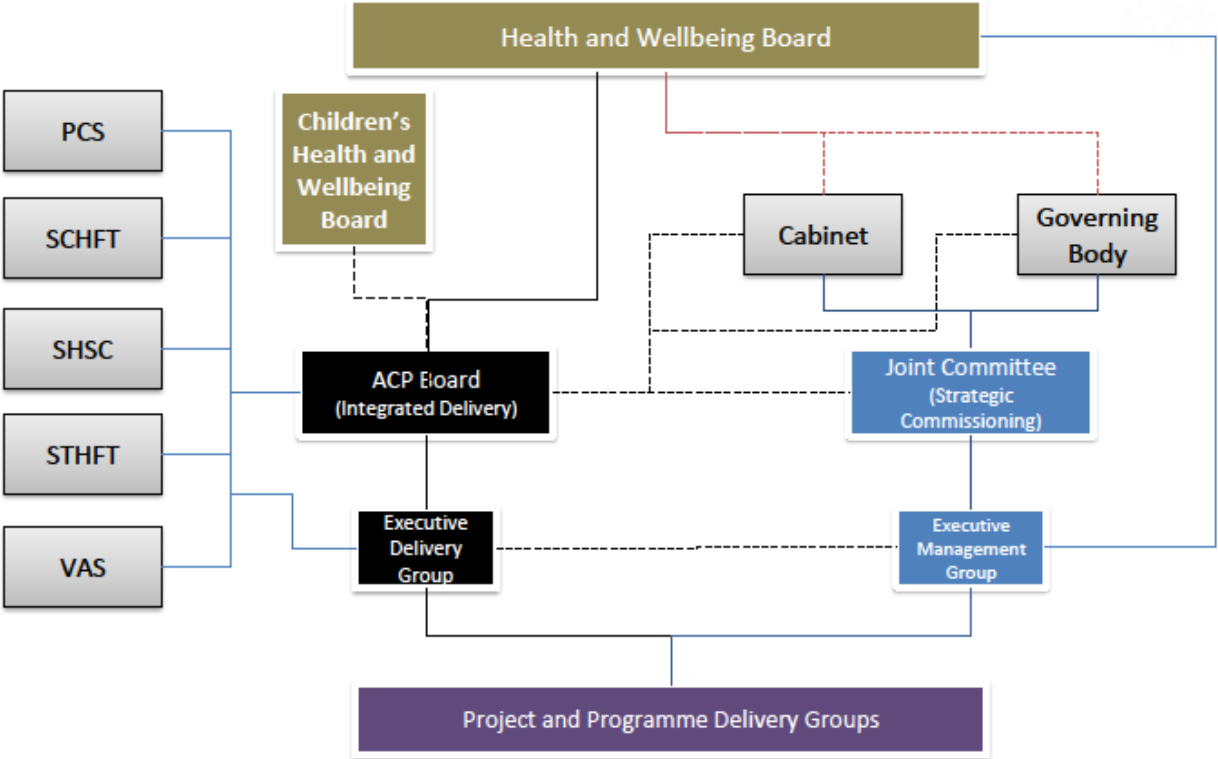 Health and Wellbeing Board
Children's
Health and
Wellbeing
Board
PCS
SCHFT
SHSC
STHFT
VAS
Cabinet
Governing
Body
ACP Board
(Integrated Delivery)
Joint Committee
(Strategic
Commissioning)
Executive
Delivery
Group
Executive
Management
Group
Project and Programme Delivery Groups